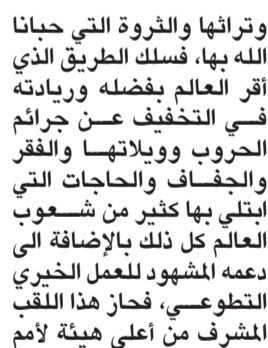 وتراثها والثروة التي حبانا
الله بها، فسلك الطريق الذي
أقر العالم بفضله وريادته
في التخفيف عن جرائم
الحروب وويلاتها والفقر
والجفاف والحاجات التي
ابتلي بها كثير من شعوب
العالم كل ذلك بالإضافة الى
دعمه المشهود للعمل الخيري
التطوعي، فحاز هذا اللقب
المشرف من أعلى هيئة لأمم